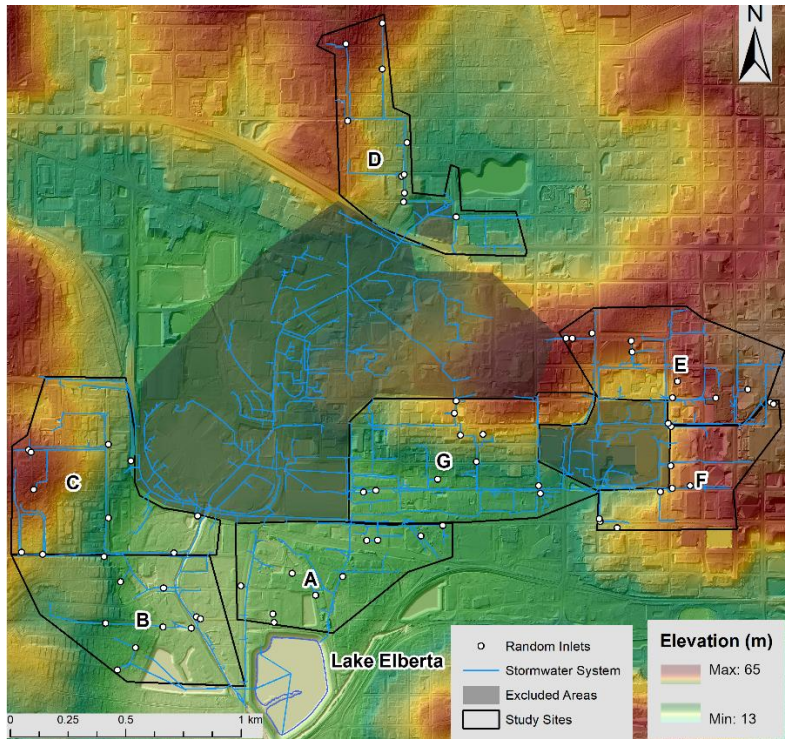 N
D
E
G
F
C
A
B
Lake Elberta
Random Inlets
Stormwater System
Excluded Areas
Study Sites
Elevation (m)
Max: 65
Min: 13
0 0.25 0.5 1 km